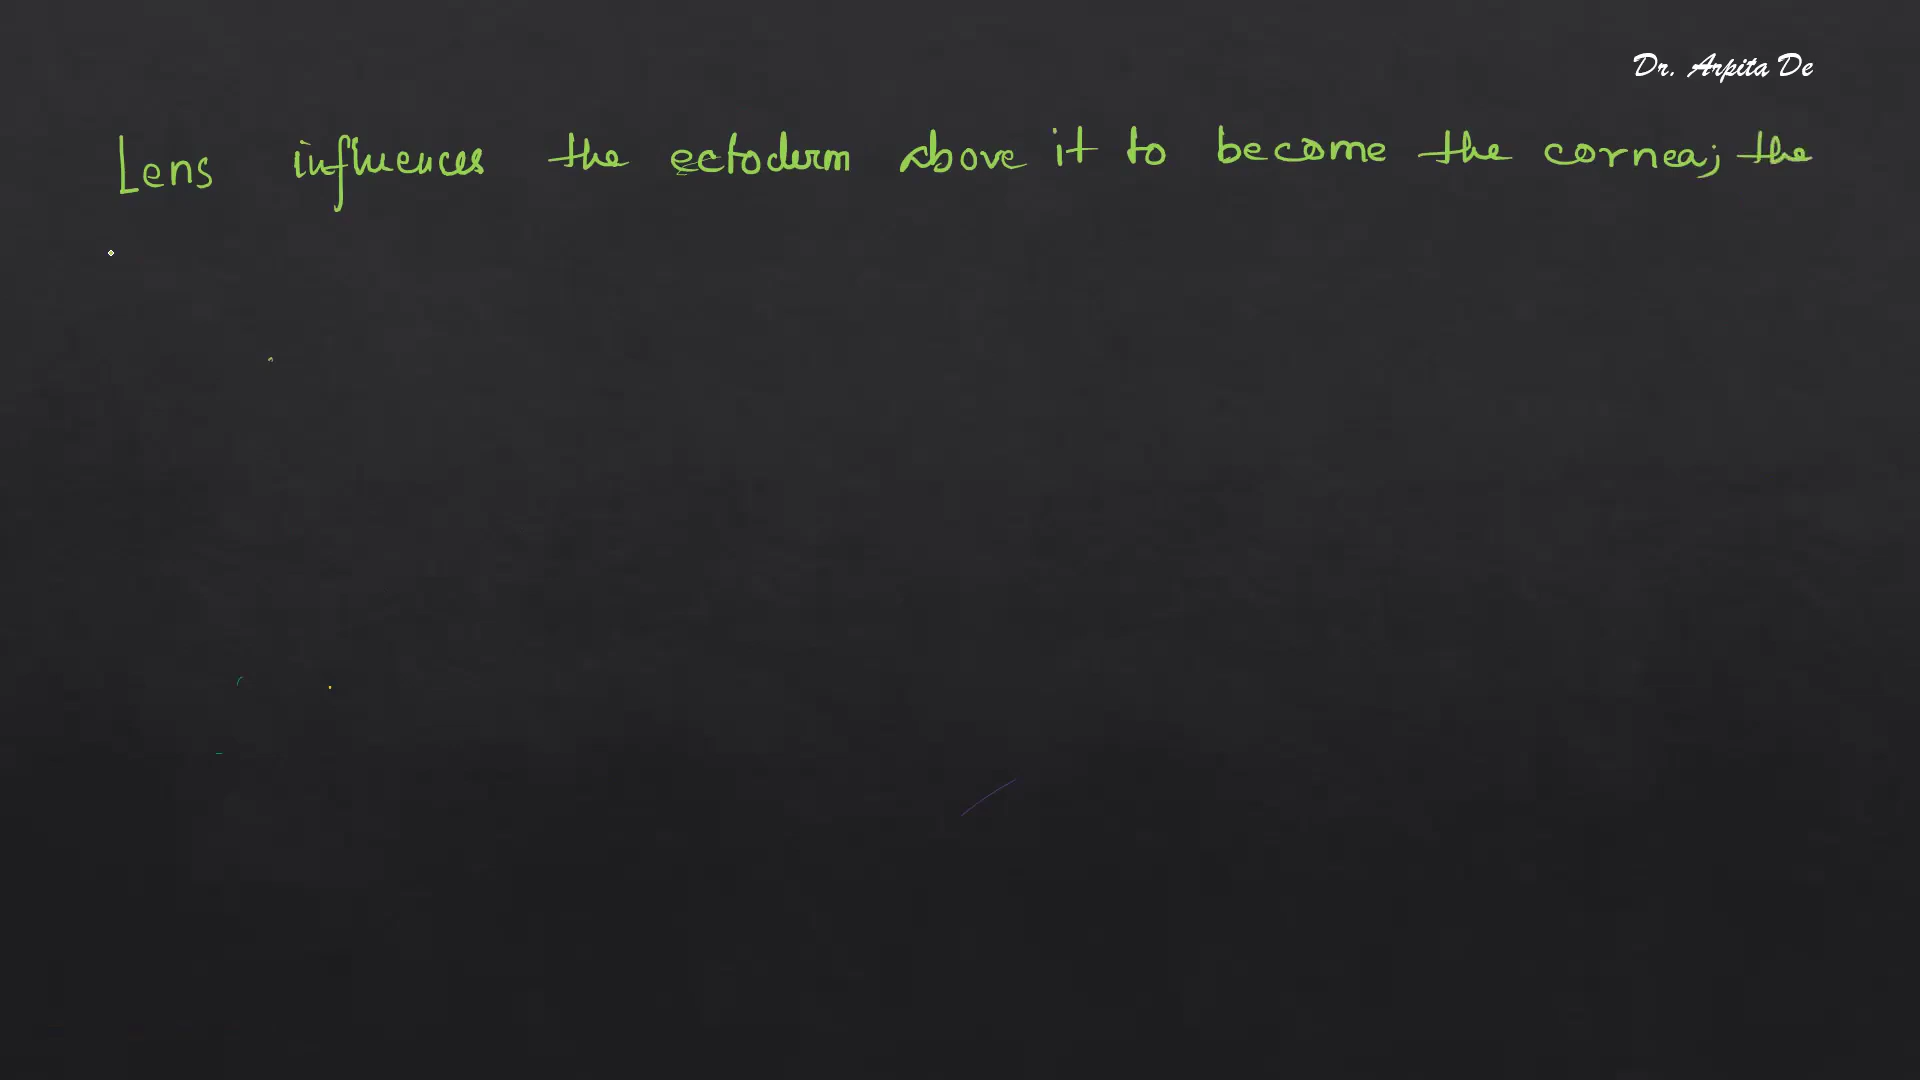 Dr. Arpita De
Lens influences the ectoderm above it to become the cornea; the